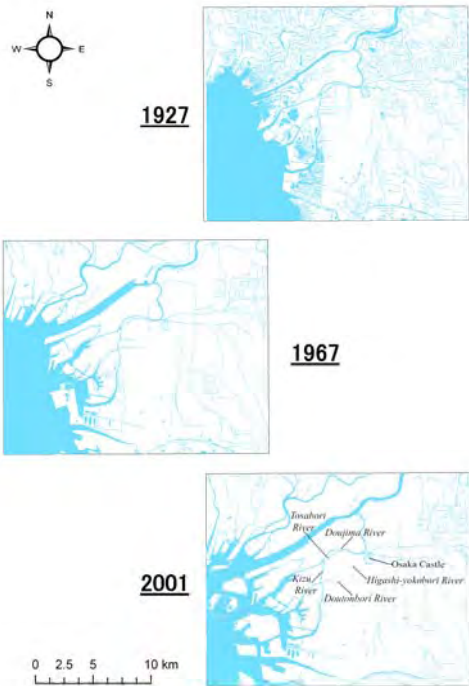 N
W E
S
1927
1967
Tosabori
River
Doujima River
Osaka Castle
Kizu
River
Higashi-yokobori River
Doutonbori River
2001
0 2.5 5 10 km